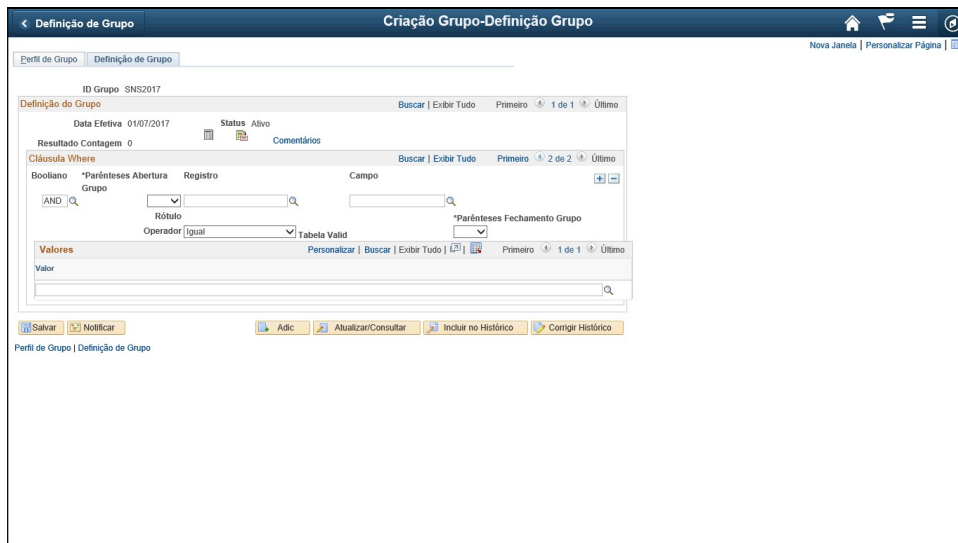 Definição de Grupo
Criação Grupo-Definição Grupo
Nova Janela | Personalizar Página |
Perfil de Grupo
Definição de Grupo
ID Grupo SNS2017
Definição do Grupo
Buscar | Exibir Tudo
Primeiro 1 de 1 Último
Data Efetiva 01/07/2017
Status Ativo
Resultado Contagem 0
Comentários
Cláusula Where
Buscar | Exibir Tudo
Primeiro 2 de 2 Último
Booliano
*Parênteses Abertura Grupo
Registro
Campo
AND
Rótulo
*Parênteses Fechamento Grupo
Operador Igual
Tabela Valid
Valores
Personalizar | Buscar | Exibir Tudo |
Primeiro 1 de 1 Último
Valor
Salvar
Notificar
Adic
Atualizar/Consultar
Incluir no Histórico
Corrigir Histórico
Perfil de Grupo | Definição de Grupo